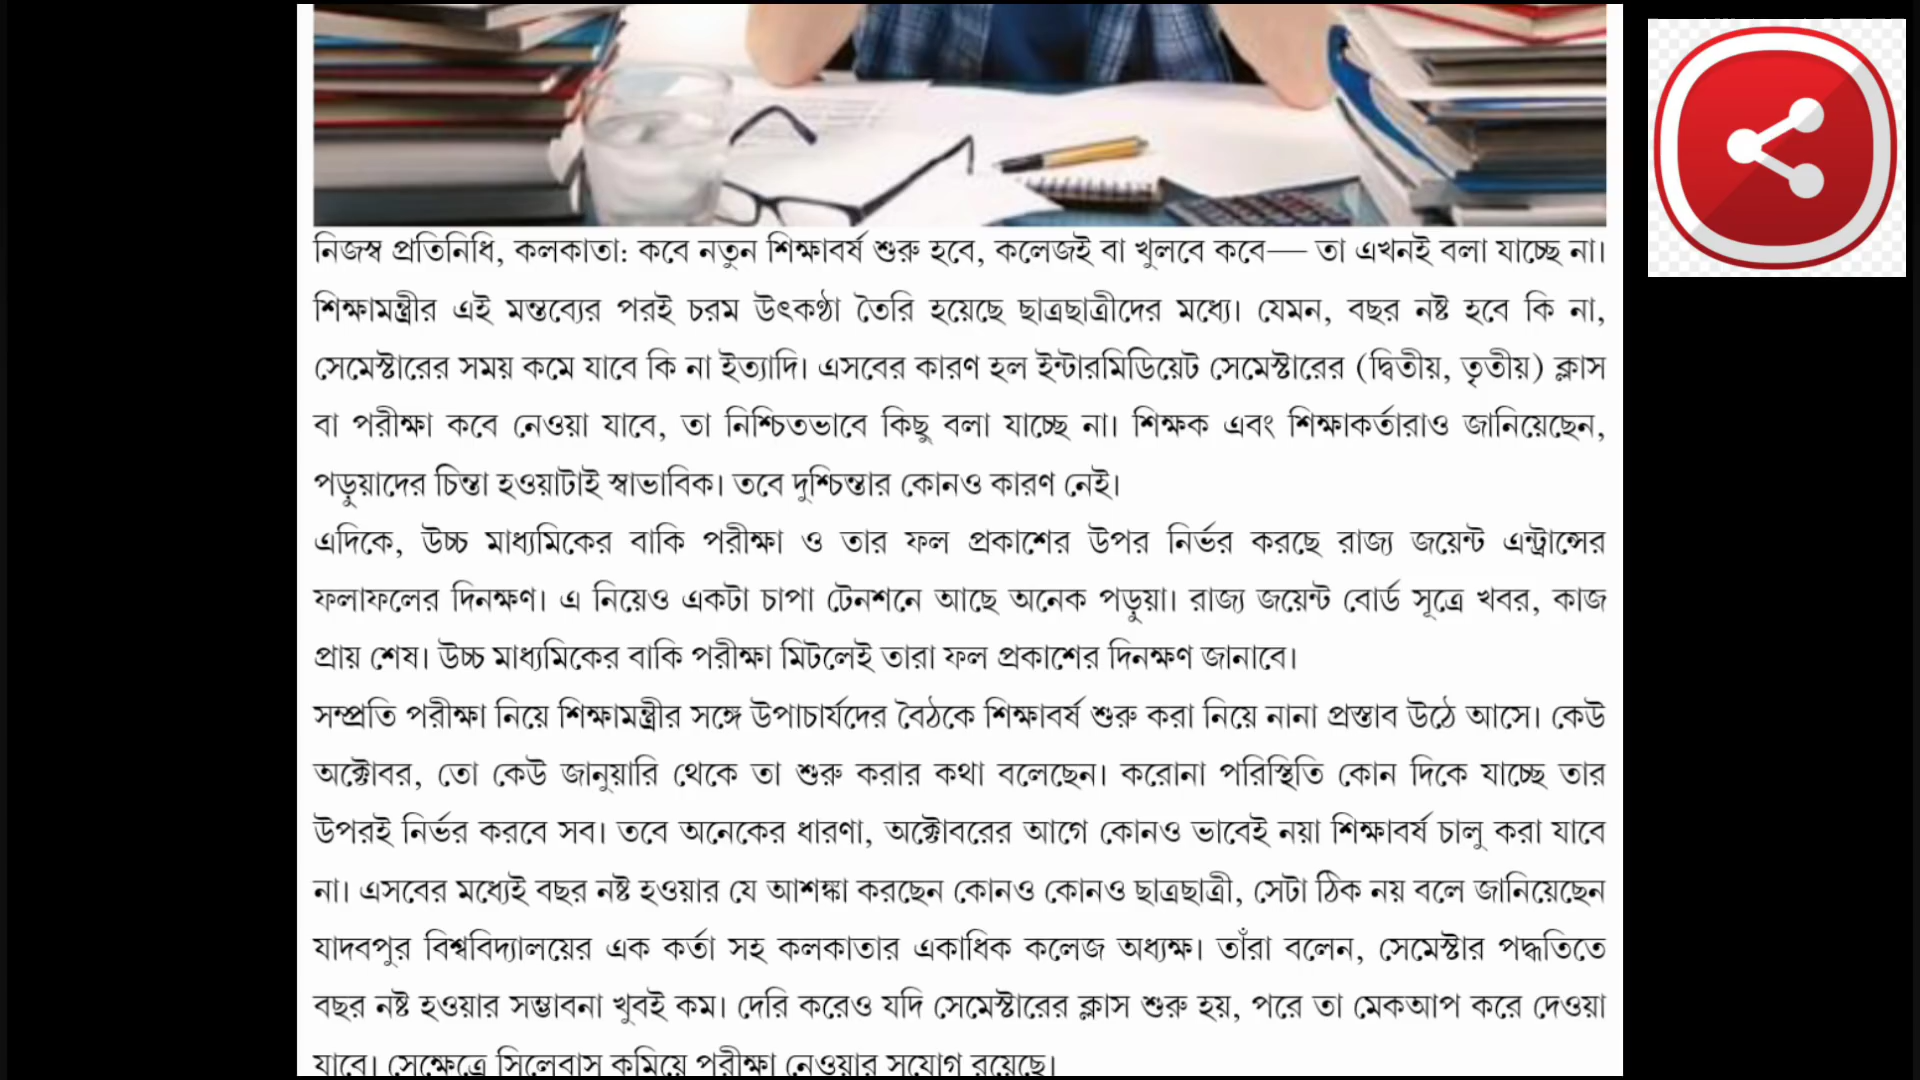 নিজস্ব প্রতিনিধি, কলকাতা: কবে নতুন শিক্ষাবর্ষ শুরু হবে, কলেজই বা খুলবে কবে— তা এখনই বলা যাচ্ছে না।
শিক্ষামন্ত্রীর এই মন্তব্যের পরই চরম উৎকণ্ঠা তৈরি হয়েছে ছাত্রছাত্রীদের মধ্যে। যেমন, বছর নষ্ট হবে কি না,
সেমেস্টারের সময় কমে যাবে কি না ইত্যাদি। এসবের কারণ হল ইন্টারমিডিয়েট সেমেস্টারের (দ্বিতীয়, তৃতীয়) ক্লাস
বা পরীক্ষা কবে নেওয়া যাবে, তা নিশ্চিতভাবে কিছু বলা যাচ্ছে না। শিক্ষক এবং শিক্ষাকর্তারাও জানিয়েছেন,
পড়ুয়াদের চিন্তা হওয়াটাই স্বাভাবিক। তবে দুশ্চিন্তার কোনও কারণ নেই।
এদিকে, উচ্চ মাধ্যমিকের বাকি পরীক্ষা ও তার ফল প্রকাশের উপর নির্ভর করছে রাজ্য জয়েন্ট এন্ট্রান্সের
ফলাফলের দিনক্ষণ। এ নিয়েও একটা চাপা টেনশনে আছে অনেক পড়ুয়া। রাজ্য জয়েন্ট বোর্ড সূত্রে খবর, কাজ
প্রায় শেষ। উচ্চ মাধ্যমিকের বাকি পরীক্ষা মিটলেই তারা ফল প্রকাশের দিনক্ষণ জানাবে।
সম্প্রতি পরীক্ষা নিয়ে শিক্ষামন্ত্রীর সঙ্গে উপাচার্যদের বৈঠকে শিক্ষাবর্ষ শুরু করা নিয়ে নানা প্রস্তাব উঠে আসে। কেউ
অক্টোবর, তো কেউ জানুয়ারি থেকে তা শুরু করার কথা বলেছেন। করোনা পরিস্থিতি কোন দিকে যাচ্ছে তার
উপরই নির্ভর করবে সব। তবে অনেকের ধারণা, অক্টোবরের আগে কোনও ভাবেই নয়া শিক্ষাবর্ষ চালু করা যাবে
না। এসবের মধ্যেই বছর নষ্ট হওয়ার যে আশঙ্কা করছেন কোনও কোনও ছাত্রছাত্রী, সেটা ঠিক নয় বলে জানিয়েছেন
যাদবপুর বিশ্ববিদ্যালয়ের এক কর্তা সহ কলকাতার একাধিক কলেজ অধ্যক্ষ। তাঁরা বলেন, সেমেস্টার পদ্ধতিতে
বছর নষ্ট হওয়ার সম্ভাবনা খুবই কম। দেরি করেও যদি সেমেস্টারের ক্লাস শুরু হয়, পরে তা মেকআপ করে দেওয়া
যাবে। সেক্ষেত্রে সিলেবাস কমিয়ে পরীক্ষা নেওয়ার সুযোগ রয়েছে।